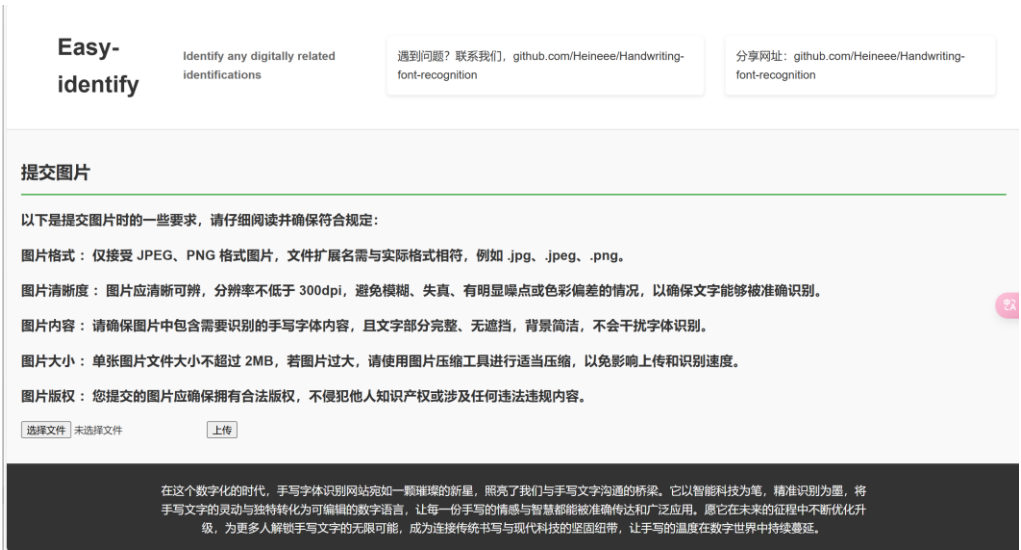 Easy-
identify
Identify any digitally related
identifications
遇到问题？联系我们，github.com/Heineee/Handwriting-
font-recognition
分享网址：github.com/Heineee/Handwriting-
font-recognition
提交图片
以下是提交图片时的一些要求，请仔细阅读并确保符合规定：
图片格式 ：仅接受 JPEG、PNG 格式图片，文件扩展名需与实际格式相符，例如 .jpg、.jpeg、.png。
图片清晰度 ：图片应清晰可辨，分辨率不低于 300dpi，避免模糊、失真、有明显噪点或色彩偏差的情况，以确保文字能够被准确识别。
图片内容 ：请确保图片中包含需要识别的手写字体内容，且文字部分完整、无遮挡，背景简洁，不会干扰字体识别。
图片大小 ：单张图片文件大小不超过 2MB，若图片过大，请使用图片压缩工具进行适当压缩，以免影响上传和识别速度。
图片版权 ：您提交的图片应确保拥有合法版权，不侵犯他人知识产权或涉及任何违法违规内容。
选择文件 未选择文件 上传
在这个数字化的时代，手写字体识别网站宛如一颗璀璨的新星，照亮了我们与手写文字沟通的桥梁。它以智能科技为笔，精准识别为墨，将
手写文字的灵动与独特转化为可编辑的数字语言，让每一份手写的情感与智慧都能被准确传达和广泛应用。愿它在未来的征程中不断优化升
级，为更多人解锁手写文字的无限可能，成为连接传统书写与现代科技的坚固纽带，让手写的温度在数字世界中持续蔓延。